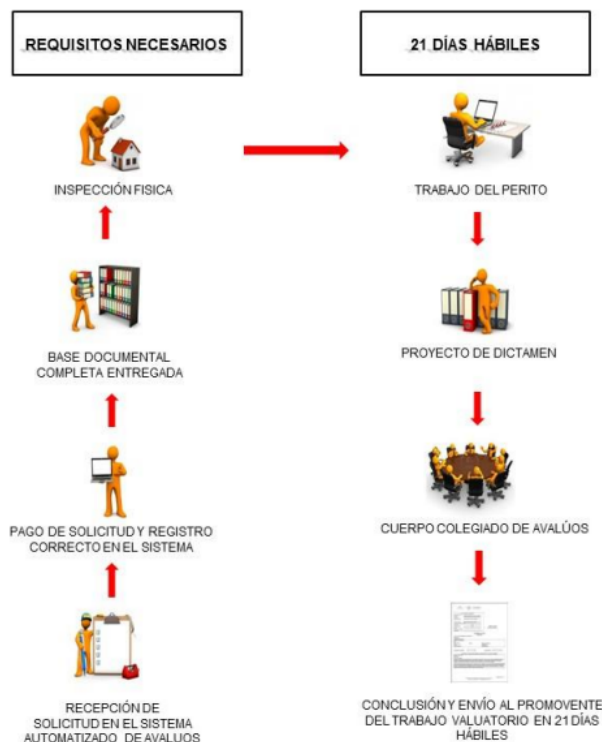 REQUISITOS NECESARIOS
21 DÍAS HÁBILES
INSPECCIÓN FISICA
TRABAJO DEL PERITO
BASE DOCUMENTAL
COMPLETA ENTREGADA
PROYECTO DE DICTAMEN
PAGO DE SOLICITUD Y REGISTRO
CORRECTO EN EL SISTEMA
CUERPO COLEGIADO DE AVALÚOS
RECEPCIÓN DE
SOLICITUD EN EL SISTEMA
AUTOMATIZADO DE AVALUOS
CONCLUSIÓN Y ENVÍO AL PROMOVENTE
DEL TRABAJO VALUATORIO EN 21 DÍAS
HÁBILES